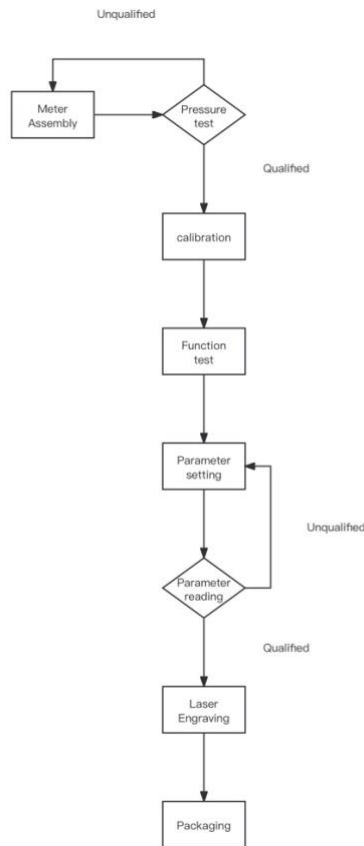 Unqualified
Meter
Assembly
Pressure
test
Qualified
calibration
Function
test
Parameter
setting
Unqualified
Parameter
reading
Qualified
Laser
Engraving
Packaging